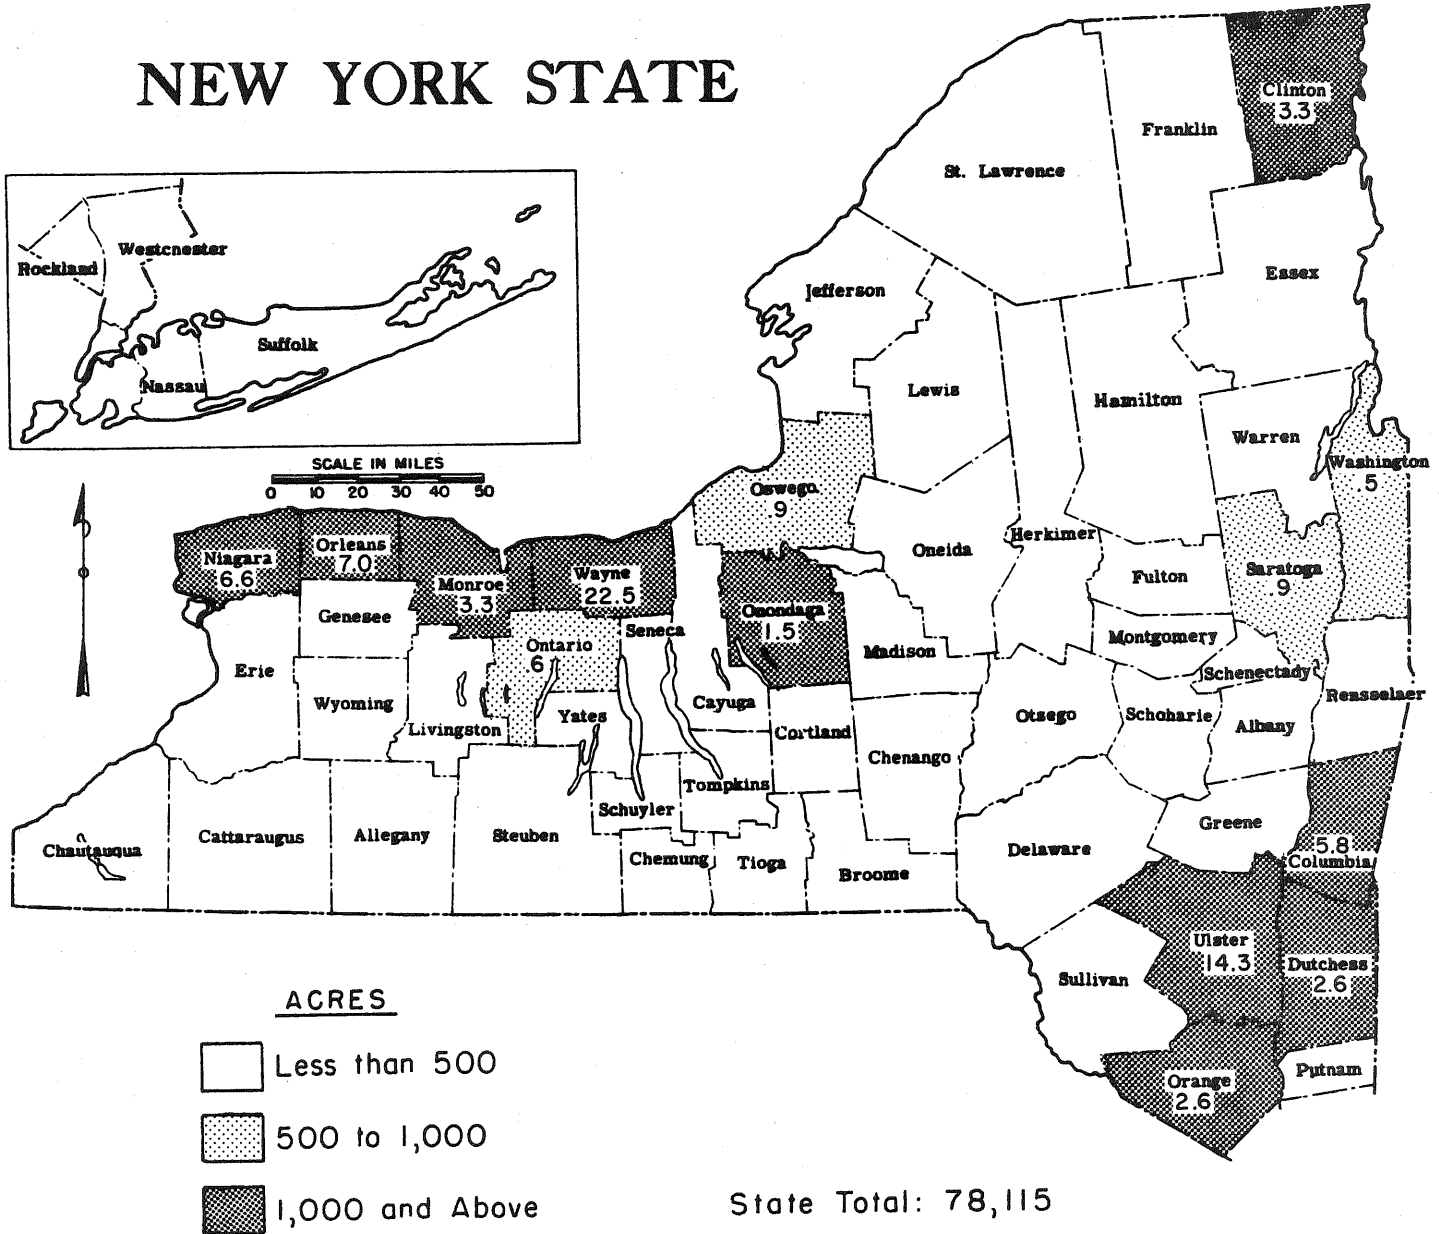 NEW YORK STATE
Clinton
3.3
Franklin
St. Lawrence
Rockland
Westcnester
Suffolk
Nassau
Jefferson
Essex
Lewis
Hamilton
Warren
Washington
5
SCALE IN MILES
0 10 20 30 40 50
Oswego
.9
Niagara
6.6
Orleans
7.0
Monroe
3.3
Wayne
22.5
Oneida
Herkimer
Fulton
Saratoga
.9
Genesee
Ontario
6
Seneca
Onondaga
1.5
Madison
Montgomery
Schenectady
Erie
Wyoming
Livingston
Yates
Cayuga
Cortland
Otsego
Schoharie
Albany
Rensselaer
Chenango
Tompkins
Schuyler
Chautauqua
Cattaraugus
Allegany
Steuben
Chemung
Tioga
Broome
Delaware
Greene
5.8
Columbia
Ulster
14.3
Dutchess
2.6
Sullivan
Orange
2.6
Putnam
ACRES
Less than 500
500 to 1,000
1,000 and Above
State Total: 78,115